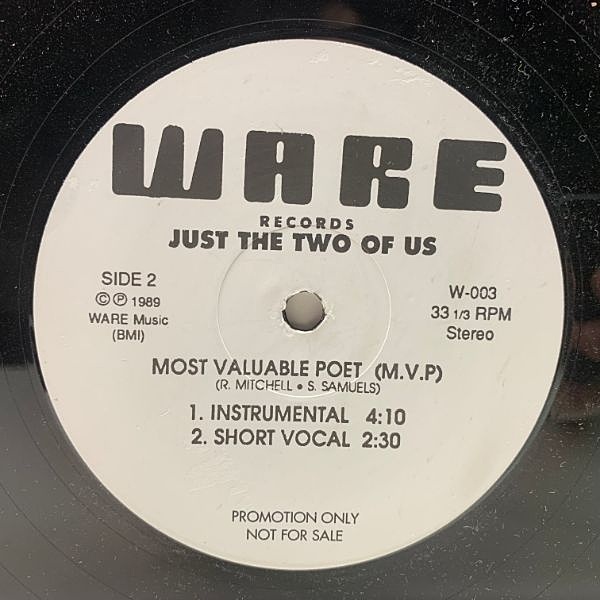 WARE
RECORDS
JUST THE TWO OF US
SIDE 2
©℗ 1989
WARE Music
(BMI)
W-003
33 1/3 RPM
Stereo
MOST VALUABLE POET (M.V.P)
(R. MITCHELL • S. SAMUELS)
1. INSTRUMENTAL 4:10
2. SHORT VOCAL 2:30
PROMOTION ONLY
NOT FOR SALE